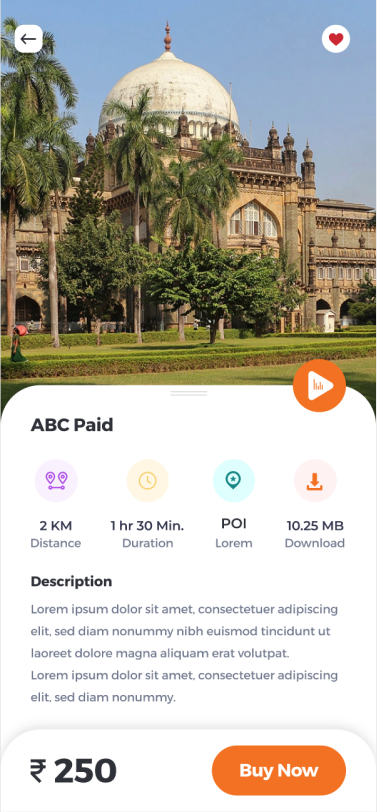 ABC Paid
2 KM
Distance
1 hr 30 Min.
Duration
POI
Lorem
10.25 MB
Download
Description
Lorem ipsum dolor sit amet, consectetuer adipiscing
elit, sed diam nonummy nibh euismod tincidunt ut
laoreet dolore magna aliquam erat volutpat.
Lorem ipsum dolor sit amet, consectetuer adipiscing
elit, sed diam nonummy.
₹ 250
Buy Now